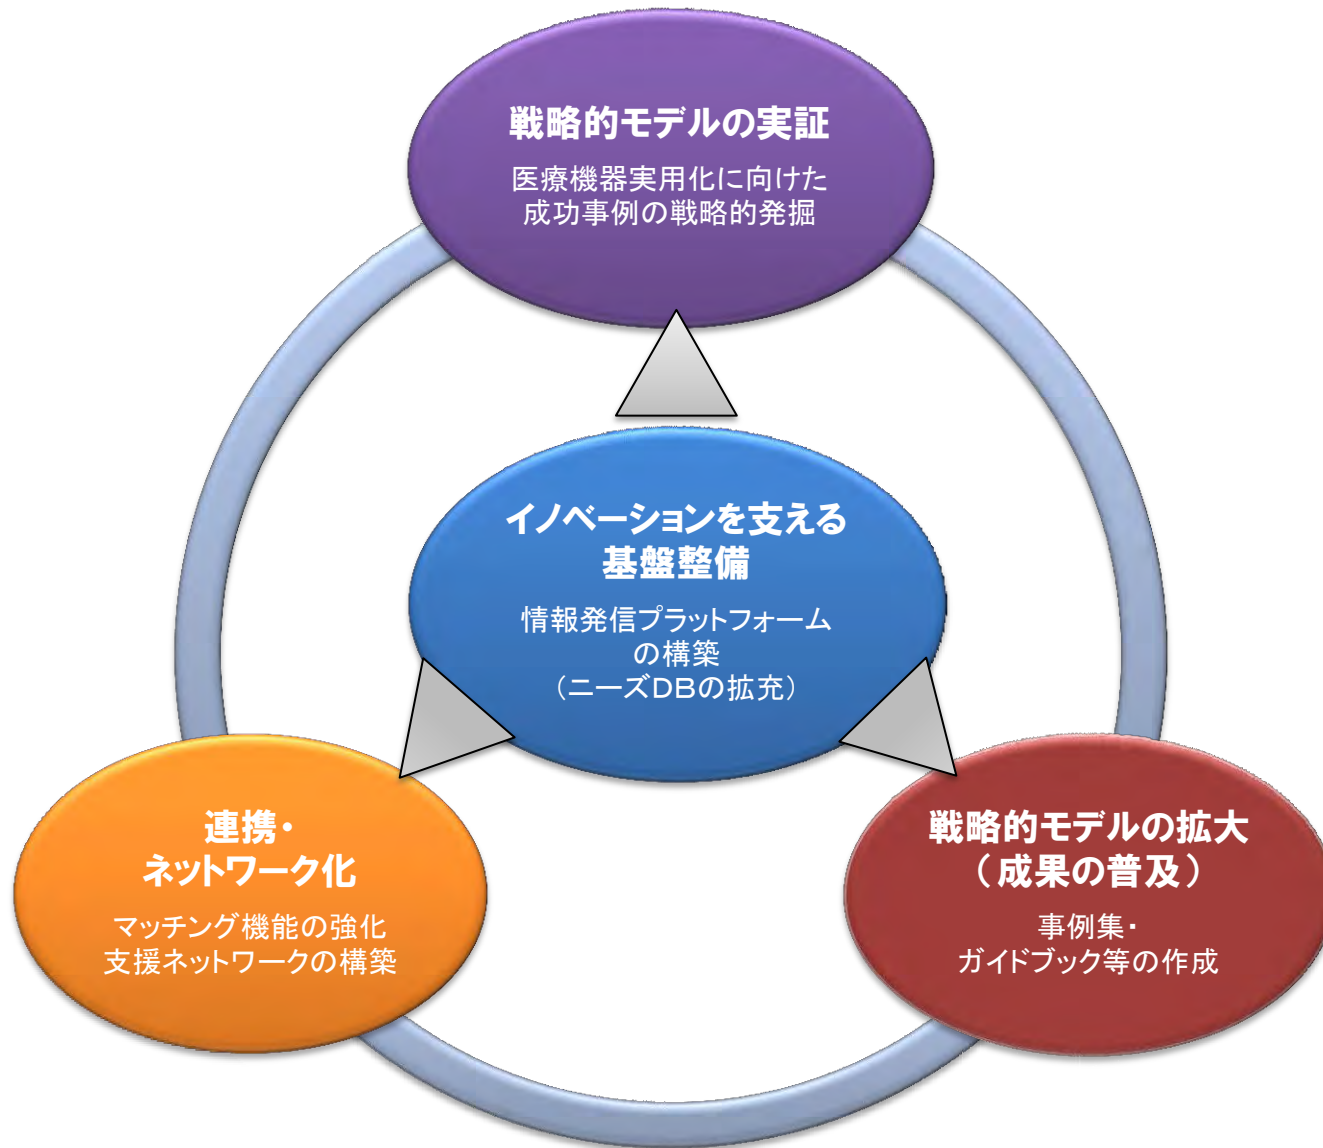 戦略的モデルの実証
医療機器実用化に向けた
成功事例の戦略的発掘
イノベーションを支える
基盤整備
情報発信プラットフォーム
の構築
（ニーズDBの拡充）
連携・
ネットワーク化
マッチング機能の強化
支援ネットワークの構築
戦略的モデルの拡大
（成果の普及）
事例集・
ガイドブック等の作成